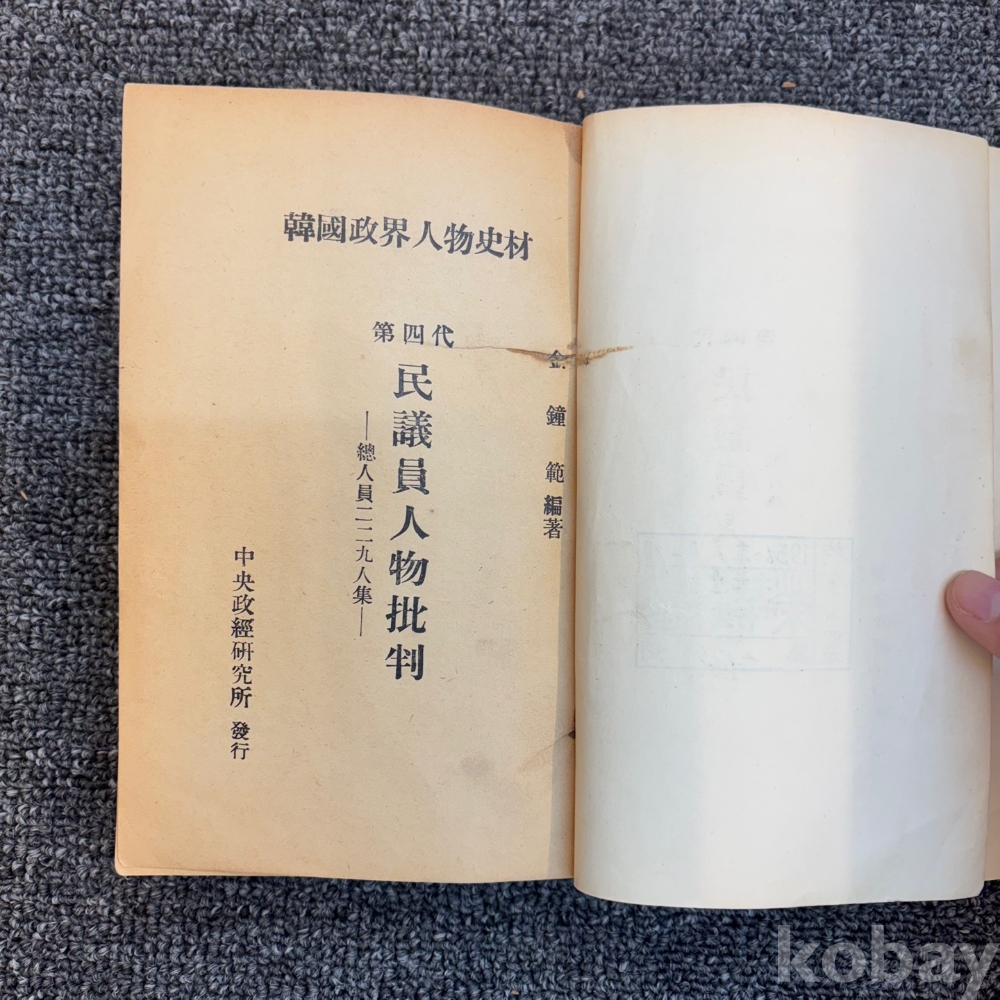 韓國政界人物史材
金鐘範編著
第四代
民議員人物批判
―總人員二二九人集―
中央政經硏究所 發行
kobay